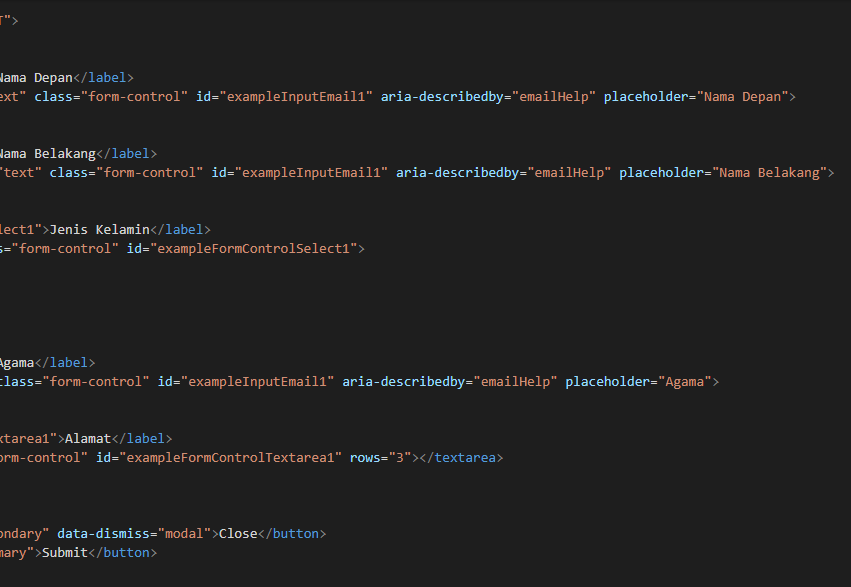 ">
Nama Depan</label>
ext" class="form-control" id="exampleInputEmail1" aria-describedby="emailHelp" placeholder="Nama Depan">
Nama Belakang</label>
"text" class="form-control" id="exampleInputEmail1" aria-describedby="emailHelp" placeholder="Nama Belakang">
lect1">Jenis Kelamin</label>
s="form-control" id="exampleFormControlSelect1">
Agama</label>
class="form-control" id="exampleInputEmail1" aria-describedby="emailHelp" placeholder="Agama">
xtarea1">Alamat</label>
orm-control" id="exampleFormControlTextarea1" rows="3"></textarea>
ondary" data-dismiss="modal">Close</button>
mary">Submit</button>